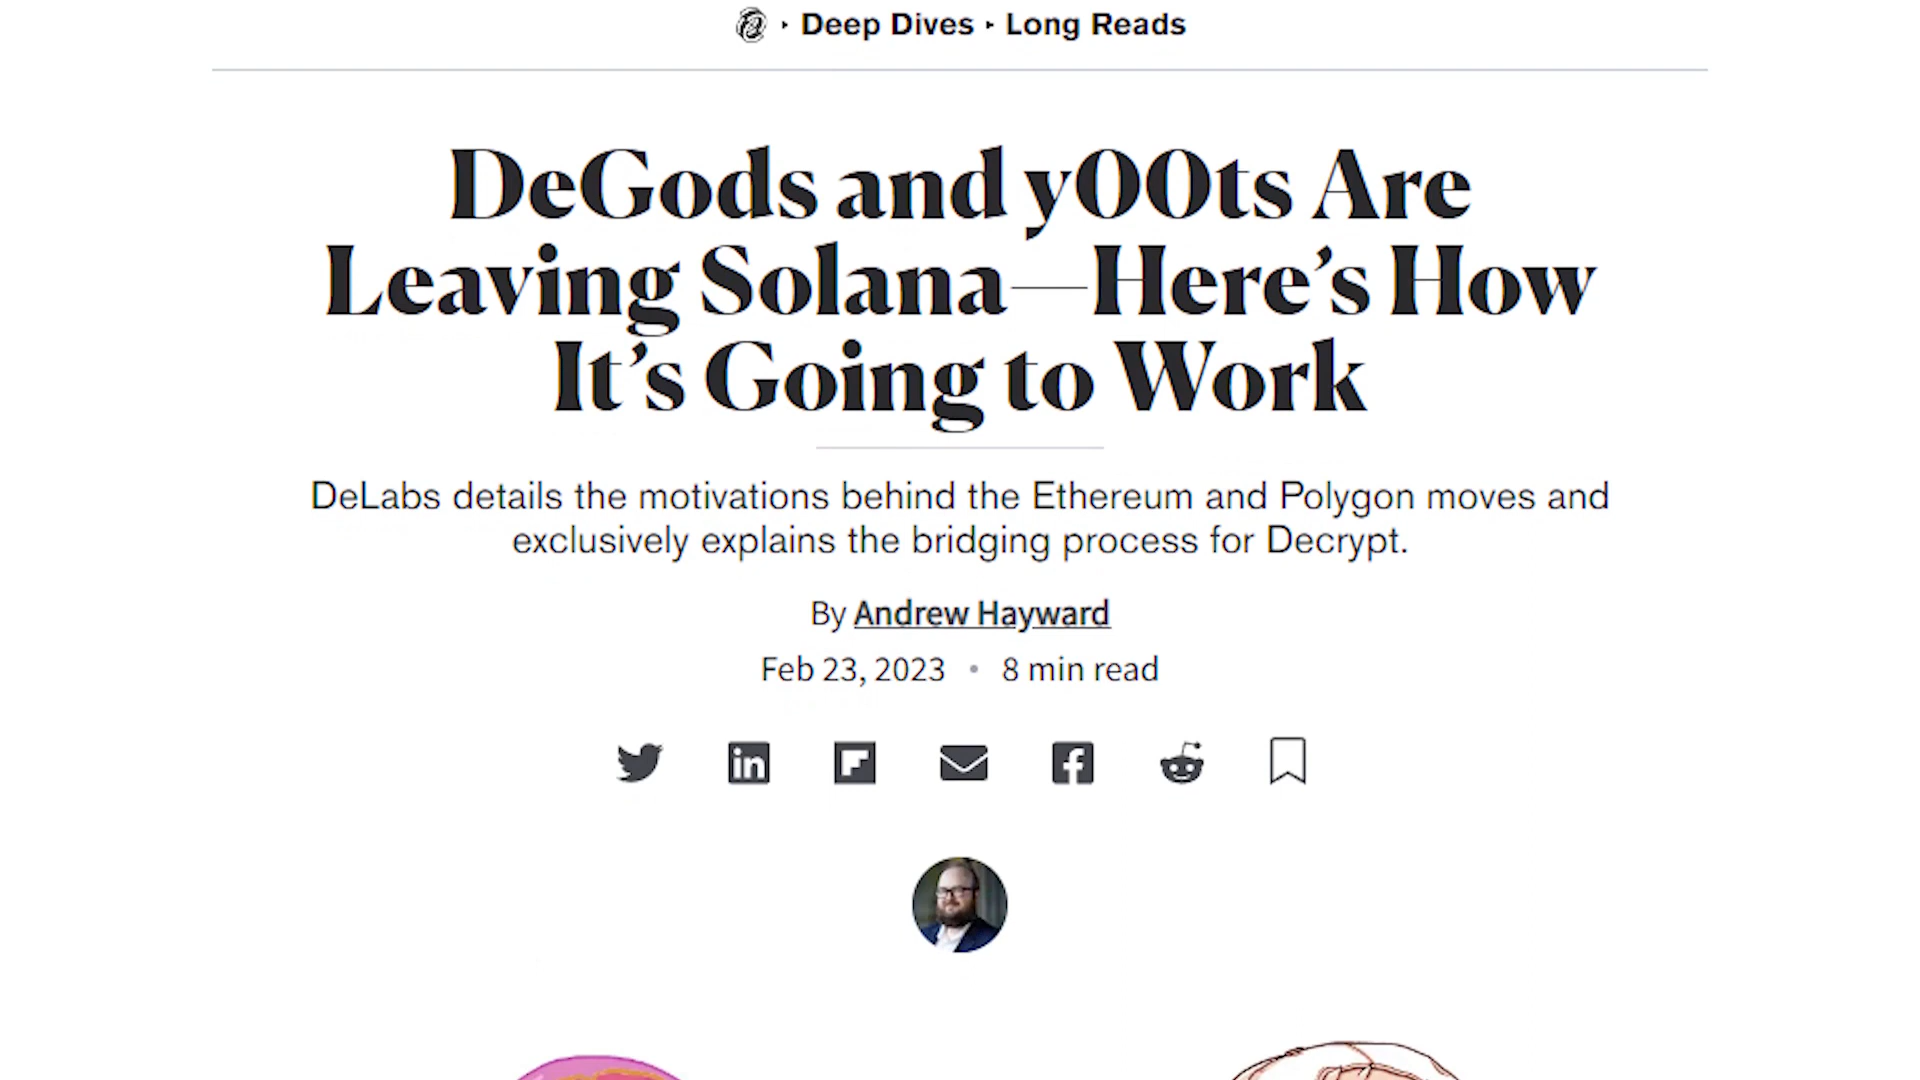 Deep Dives ‣ Long Reads
DeGods and y00ts Are
Leaving Solana—Here’s How
It’s Going to Work
DeLabs details the motivations behind the Ethereum and Polygon moves and
exclusively explains the bridging process for Decrypt.
By Andrew Hayward
Feb 23, 2023 • 8 min read